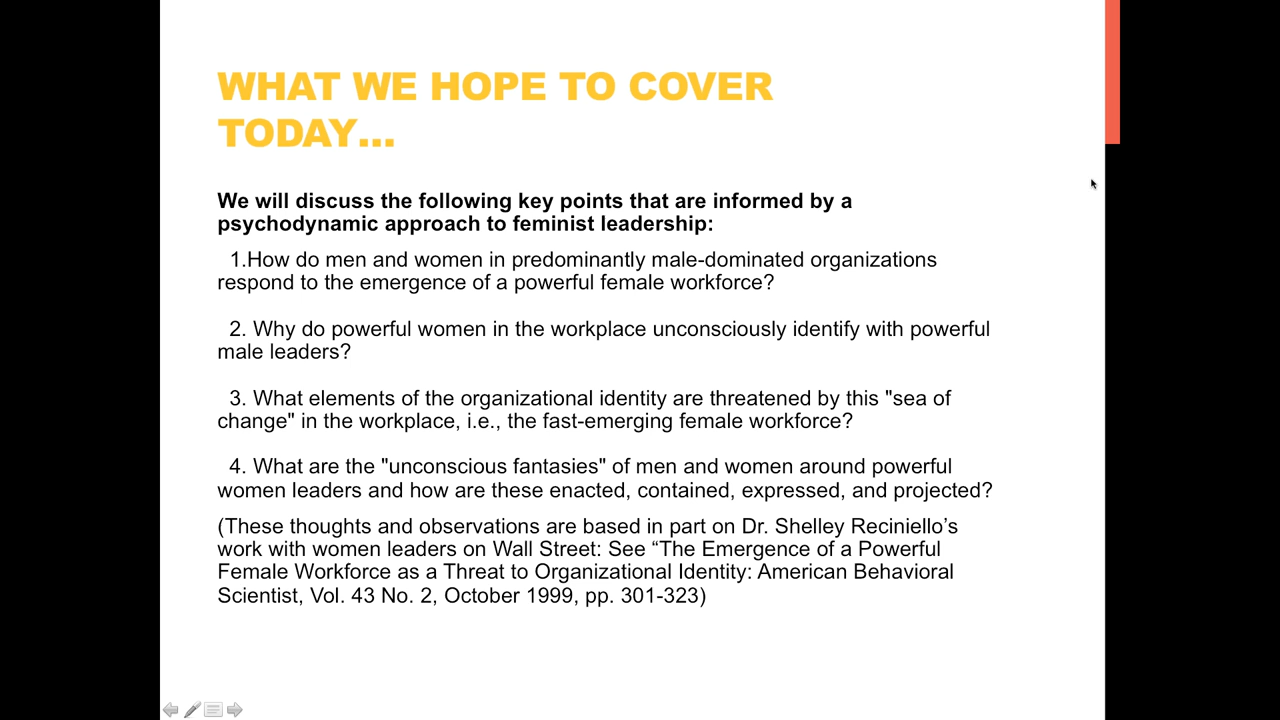 WHAT WE HOPE TO COVER
TODAY…
We will discuss the following key points that are informed by a
psychodynamic approach to feminist leadership:
1.How do men and women in predominantly male-dominated organizations
respond to the emergence of a powerful female workforce?
2. Why do powerful women in the workplace unconsciously identify with powerful
male leaders?
3. What elements of the organizational identity are threatened by this "sea of
change" in the workplace, i.e., the fast-emerging female workforce?
4. What are the "unconscious fantasies" of men and women around powerful
women leaders and how are these enacted, contained, expressed, and projected?
(These thoughts and observations are based in part on Dr. Shelley Reciniello’s
work with women leaders on Wall Street: See “The Emergence of a Powerful
Female Workforce as a Threat to Organizational Identity: American Behavioral
Scientist, Vol. 43 No. 2, October 1999, pp. 301-323)